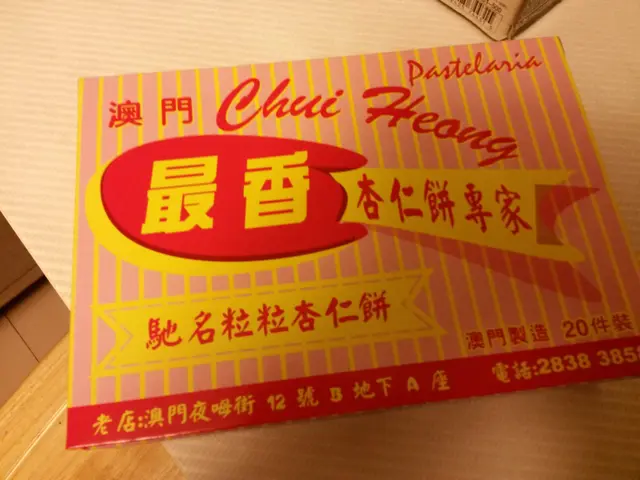 Pastelaria
澳門 Chui Heong
最香
杏仁餅專家
馳名粒粒杏仁餅
澳門製造 20件裝
老店:澳門夜呣街 12 號 B 地下 A 座 電話:2838 3858